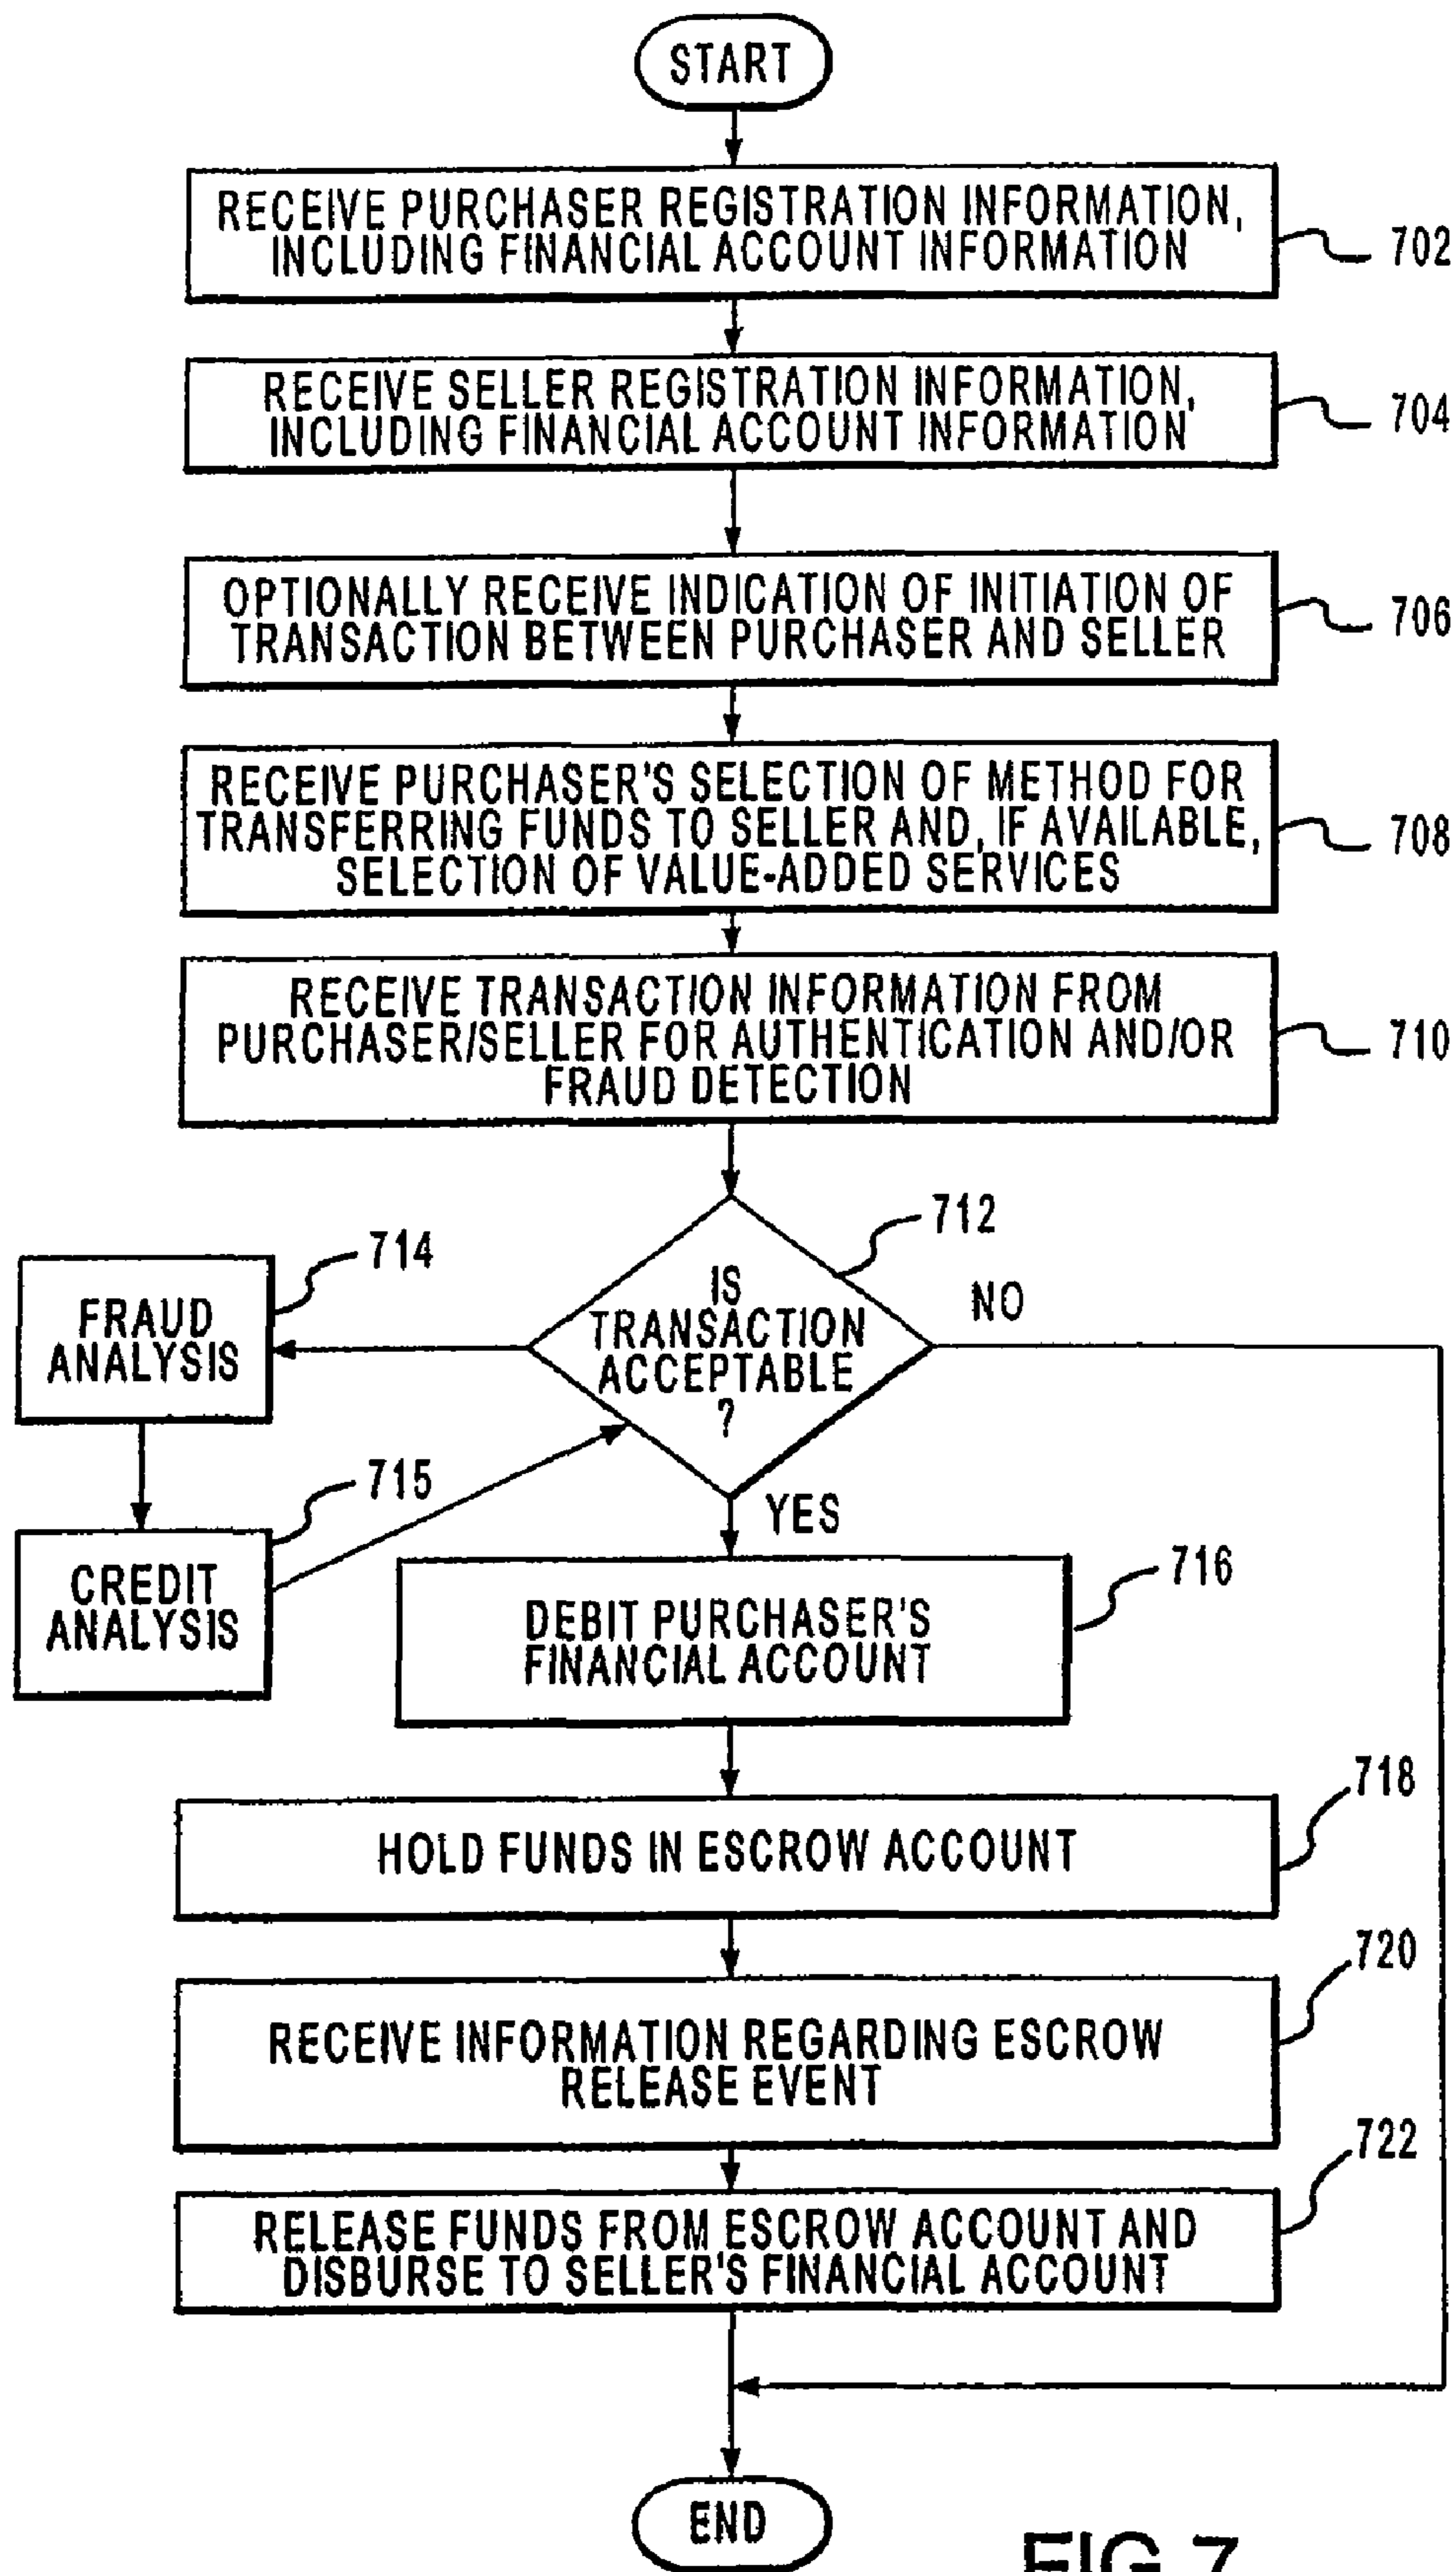 START
RECEIVE PURCHASER REGISTRATION INFORMATION,
INCLUDING FINANCIAL ACCOUNT INFORMATION
702
RECEIVE SELLER REGISTRATION INFORMATION,
INCLUDING FINANCIAL ACCOUNT INFORMATION
704
OPTIONALLY RECEIVE INDICATION OF INITIATION OF
TRANSACTION BETWEEN PURCHASER AND SELLER
706
RECEIVE PURCHASER'S SELECTION OF METHOD FOR
TRANSFERRING FUNDS TO SELLER AND, IF AVAILABLE,
SELECTION OF VALUE-ADDED SERVICES
708
RECEIVE TRANSACTION INFORMATION FROM
PURCHASER/SELLER FOR AUTHENTICATION AND/OR
FRAUD DETECTION
710
712
IS
TRANSACTION
ACCEPTABLE
?
NO
714
FRAUD
ANALYSIS
715
CREDIT
ANALYSIS
YES
716
DEBIT PURCHASER'S
FINANCIAL ACCOUNT
718
HOLD FUNDS IN ESCROW ACCOUNT
720
RECEIVE INFORMATION REGARDING ESCROW
RELEASE EVENT
722
RELEASE FUNDS FROM ESCROW ACCOUNT AND
DISBURSE TO SELLER'S FINANCIAL ACCOUNT
END
FIG.7